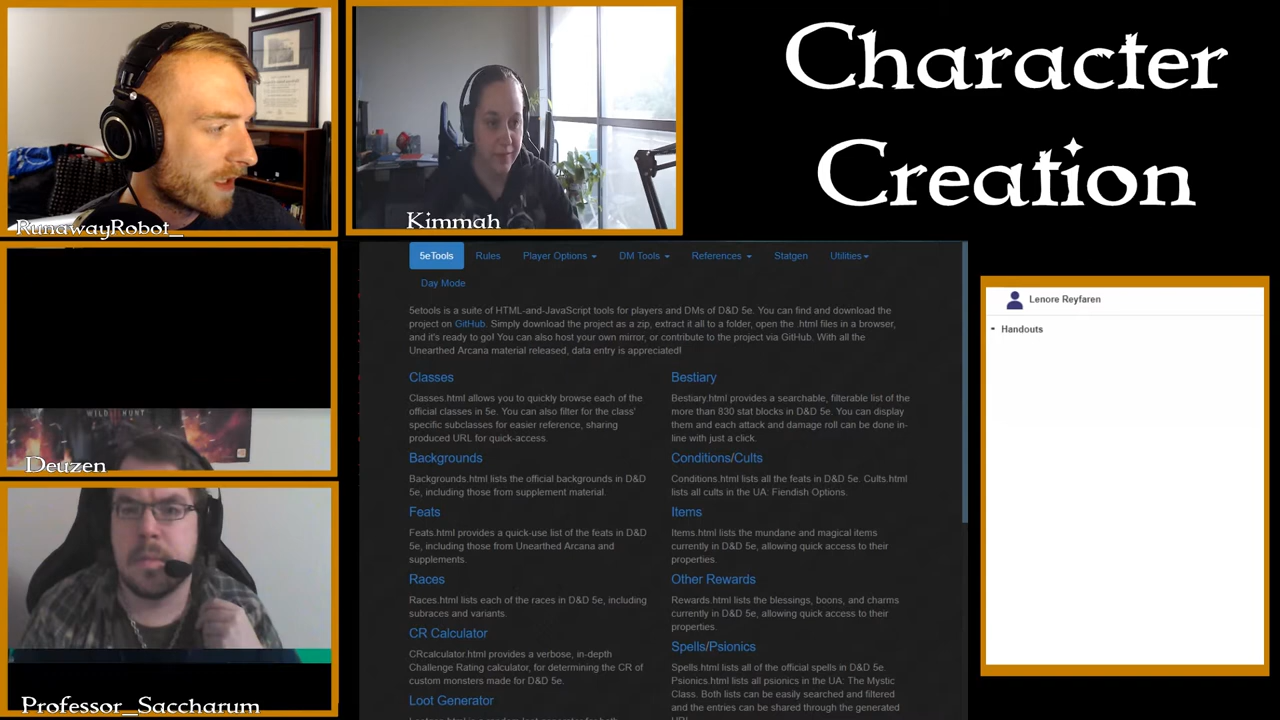 Character
Creation
RunawayRobot_
Kimmah
WILD HUNT
Deuzen
Professor_Saccharum
5eTools Rules Player Options DM Tools References Statgen Utilities
Day Mode
5etools is a suite of HTML-and-JavaScript tools for players and DMs of D&D 5e. You can find and download the
project on GitHub. Simply download the project as a zip, extract it all to a folder, open the .html files in a browser,
and it's ready to go! You can also host your own mirror, or contribute to the project via GitHub. With all the
Unearthed Arcana material released, data entry is appreciated!
Classes
Classes.html allows you to quickly browse each of the
official classes in 5e. You can also filter for the class'
specific subclasses for easier reference, sharing
produced URL for quick-access.
Backgrounds
Backgrounds.html lists the official backgrounds in D&D
5e, including those from supplement material.
Feats
Feats.html provides a quick-use list of the feats in D&D
5e, including those from Unearthed Arcana and
supplements.
Races
Races.html lists each of the races in D&D 5e, including
subraces and variants.
CR Calculator
CRcalculator.html provides a verbose, in-depth
Challenge Rating calculator, for determining the CR of
custom monsters made for D&D 5e.
Loot Generator
Bestiary
Bestiary.html provides a searchable, filterable list of the
more than 830 stat blocks in D&D 5e. You can display
them and each attack and damage roll can be done in-
line with just a click.
Conditions/Cults
Conditions.html lists all the feats in D&D 5e. Cults.html
lists all cults in the UA: Fiendish Options.
Items
Items.html lists the mundane and magical items
currently in D&D 5e, allowing quick access to their
properties.
Other Rewards
Rewards.html lists the blessings, boons, and charms
currently in D&D 5e, allowing quick access to their
properties.
Spells/Psionics
Spells.html lists all of the official spells in D&D 5e.
Psionics.html lists all psionics in the UA: The Mystic
Class. Both lists can be easily searched and filtered
and the entries can be shared through the generated
Lenore Reyfaren
Handouts